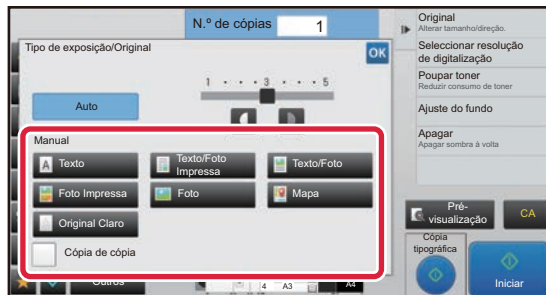 N.º de cópias
1
Tipo de exposição/Original
OK
1 • • 3 • • 5
Auto
Manual
Texto
Texto/Foto
Impressa
Texto/Foto
Foto Impressa
Foto
Mapa
Original Claro
Cópia de cópia
Outros
4
A3
A4
Original
Alterar tamanho/direção.
Seleccionar resolução
de digitalização
Poupar toner
Reduzir consumo de toner
Ajuste do fundo
Apagar
Apagar sombra à volta
Pré-
visualização
CA
Cópia
tipográfica
Iniciar